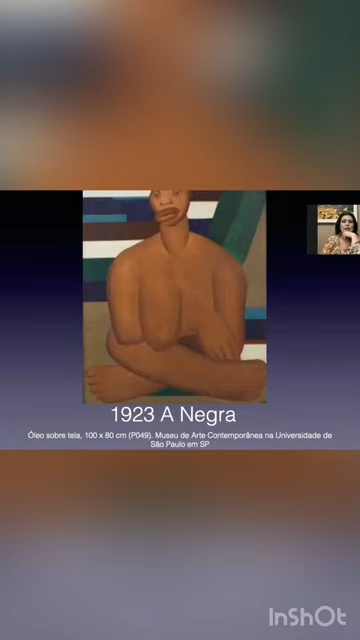 1923 A Negra
Óleo sobre tela, 100 x 80 cm (P049). Museu de Arte Contemporânea na Universidade de
São Paulo em SP
InShOt